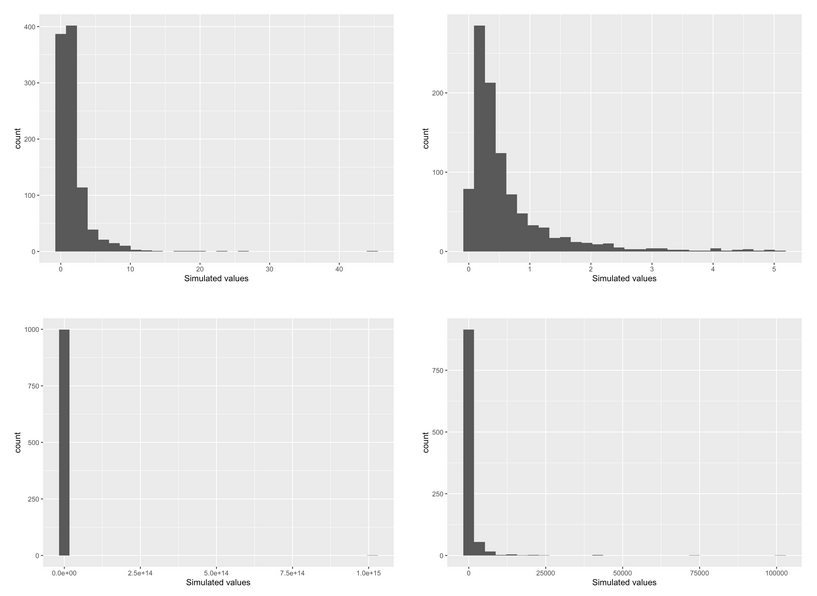 400
300
200
100
0
count
0
10
20
30
40
Simulated values
200
100
0
count
0
1
2
3
4
5
Simulated values
1000
750
500
250
0
count
0.0e+00
2.5e+14
5.0e+14
7.5e+14
1.0e+15
Simulated values
750
500
250
0
count
0
25000
50000
75000
100000
Simulated values